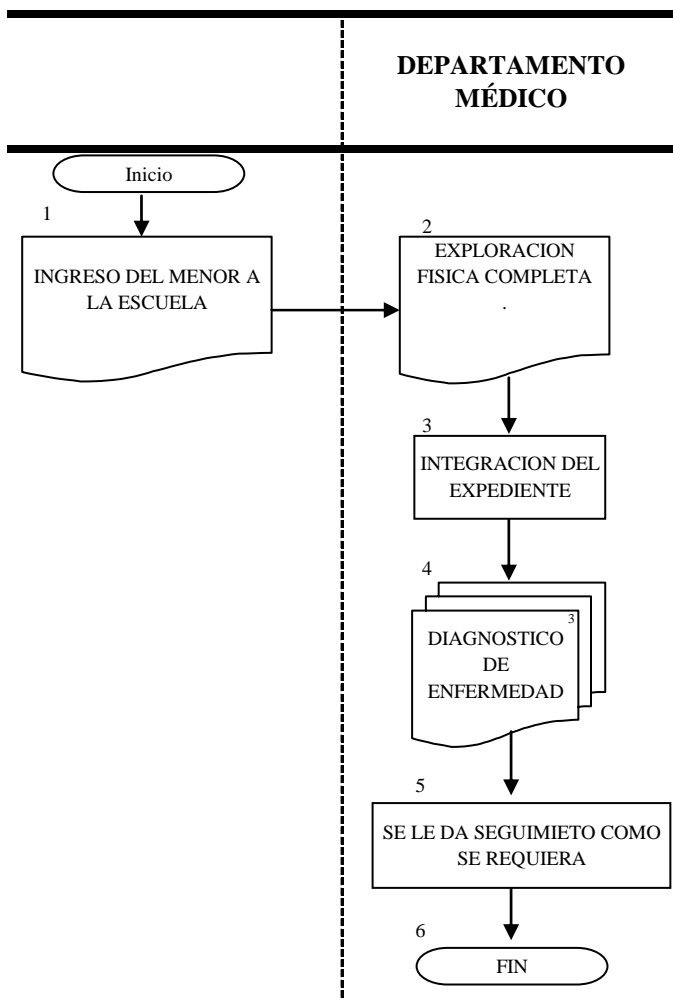 DEPARTAMENTO
MÉDICO
Inicio
1
INGRESO DEL MENOR A
LA ESCUELA
2
EXPLORACION
FISICA COMPLETA
.
3
INTEGRACION DEL
EXPEDIENTE
4
3
DIAGNOSTICO
DE
ENFERMEDAD
5
SE LE DA SEGUIMIETO COMO
SE REQUIERA
6
FIN